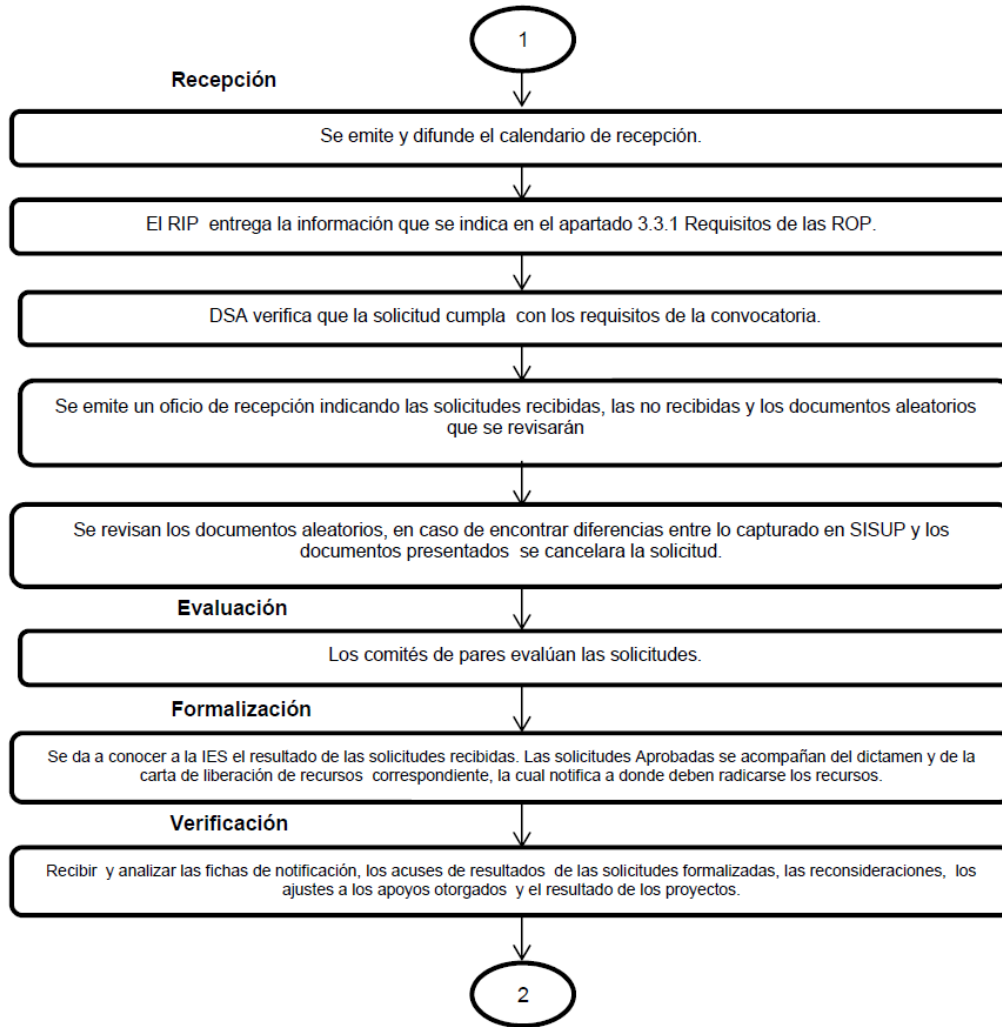 1
Recepción
Se emite y difunde el calendario de recepción.
El RIP entrega la información que se indica en el apartado 3.3.1 Requisitos de las ROP.
DSA verifica que la solicitud cumpla con los requisitos de la convocatoria.
Se emite un oficio de recepción indicando las solicitudes recibidas, las no recibidas y los documentos aleatorios
que se revisarán
Se revisan los documentos aleatorios, en caso de encontrar diferencias entre lo capturado en SISUP y los
documentos presentados se cancelara la solicitud.
Evaluación
Los comités de pares evalúan las solicitudes.
Formalización
Se da a conocer a la IES el resultado de las solicitudes recibidas. Las solicitudes Aprobadas se acompañan del dictamen y de la
carta de liberación de recursos correspondiente, la cual notifica a donde deben radicarse los recursos.
Verificación
Recibir y analizar las fichas de notificación, los acuses de resultados de las solicitudes formalizadas, las reconsideraciones, los
ajustes a los apoyos otorgados y el resultado de los proyectos.
2